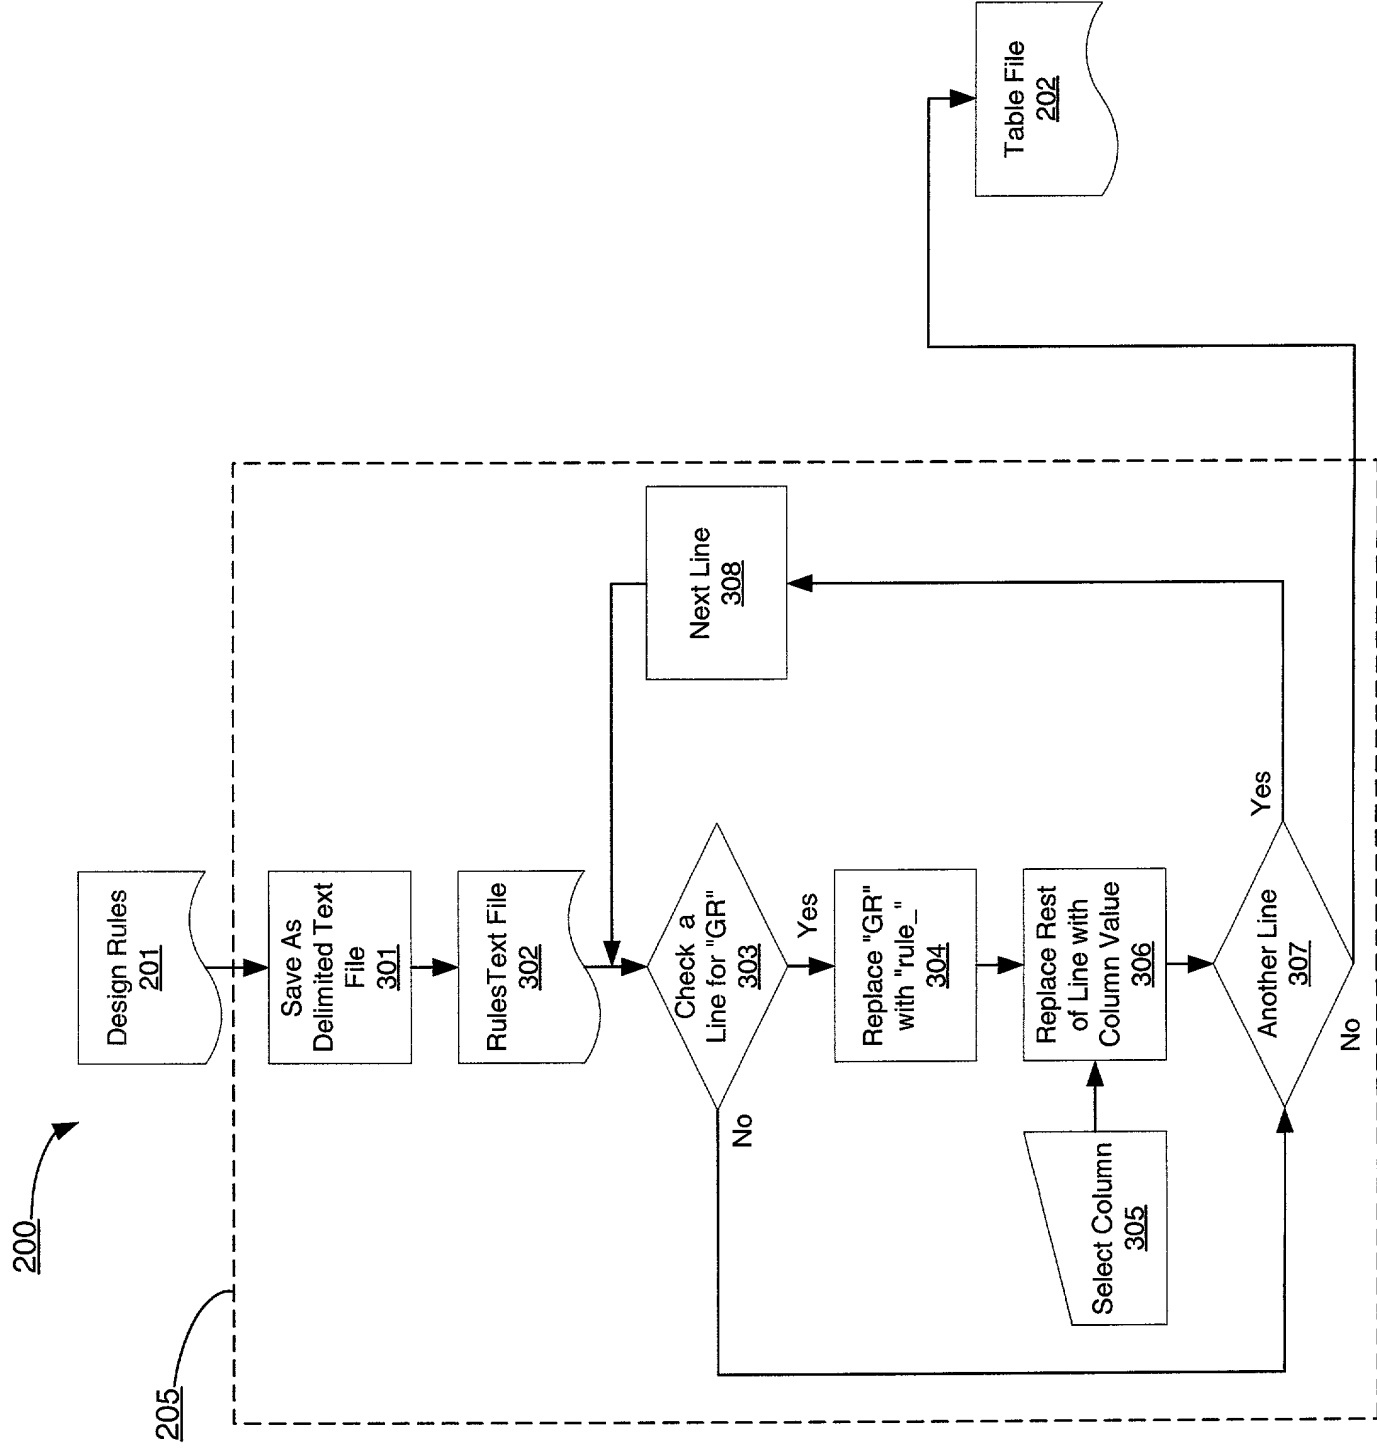 200
205
Design Rules
201
Save As
Delimited Text
File
301
RulesText File
302
Check a
Line for "GR"
303
Yes
No
Replace "GR"
with "rule_"
304
Select Column
305
Replace Rest
of Line with
Column Value
306
Another Line
307
Yes
No
Next Line
308
Table File
202